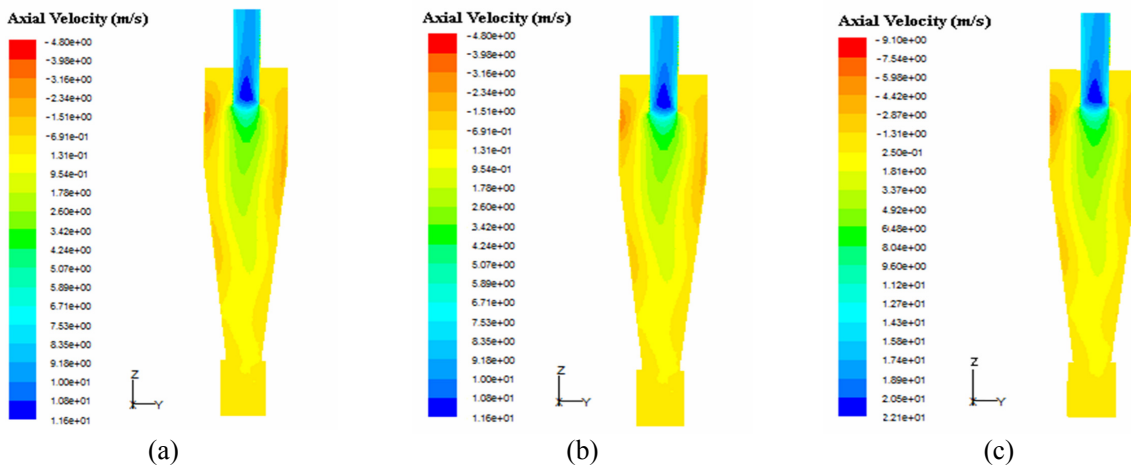 Axial Velocity (m/s)
-4.80e+00
-3.98e+00
-3.16e+00
-2.34e+00
-1.51e+00
-6.91e-01
1.31e-01
9.54e-01
1.78e+00
2.60e+00
3.42e+00
4.24e+00
5.07e+00
5.89e+00
6.71e+00
7.53e+00
8.35e+00
9.18e+00
1.00e+01
1.08e+01
1.16e+01
Z
Y
(a)
Axial Velocity (m/s)
-4.80e+00
-3.98e+00
-3.16e+00
-2.34e+00
-1.51e+00
-6.91e-01
1.31e-01
9.54e-01
1.78e+00
2.60e+00
3.42e+00
4.24e+00
5.07e+00
5.89e+00
6.71e+00
7.53e+00
8.35e+00
9.18e+00
1.00e+01
1.08e+01
1.16e+01
Z
Y
(b)
Axial Velocity (m/s)
-9.10e+00
-7.54e+00
-5.98e+00
-4.42e+00
-2.87e+00
-1.31e+00
2.50e-01
1.81e+00
3.37e+00
4.92e+00
6.48e+00
8.04e+00
9.60e+00
1.12e+01
1.27e+01
1.43e+01
1.58e+01
1.74e+01
1.89e+01
2.05e+01
2.21e+01
Z
Y
(c)